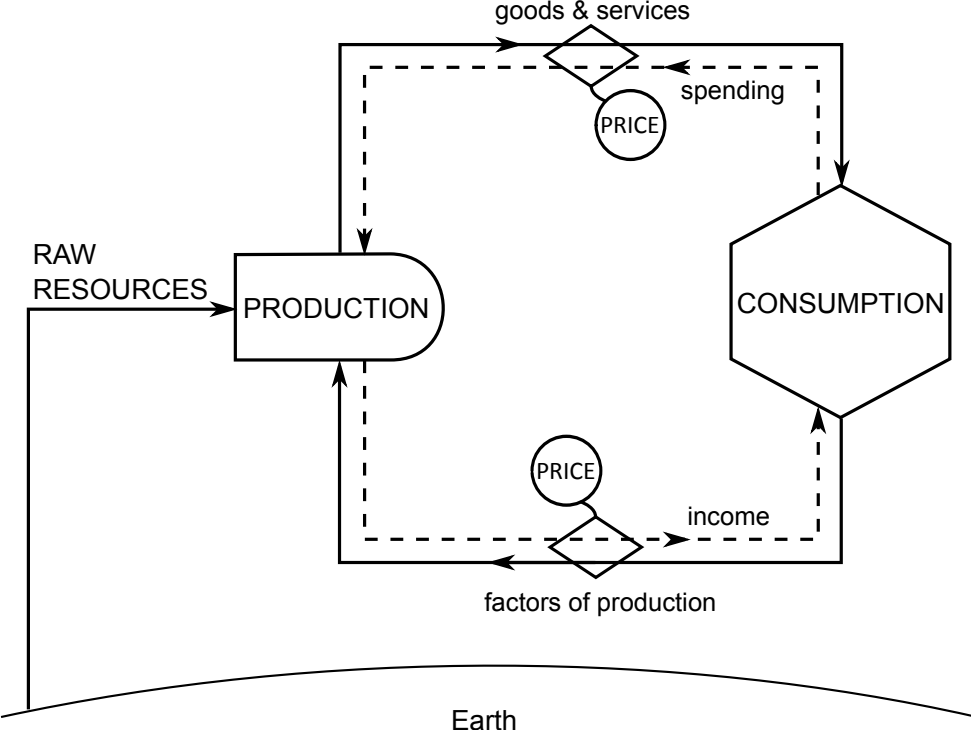 goods & services
spending
PRICE
RAW
RESOURCES
PRODUCTION
CONSUMPTION
PRICE
income
factors of production
Earth